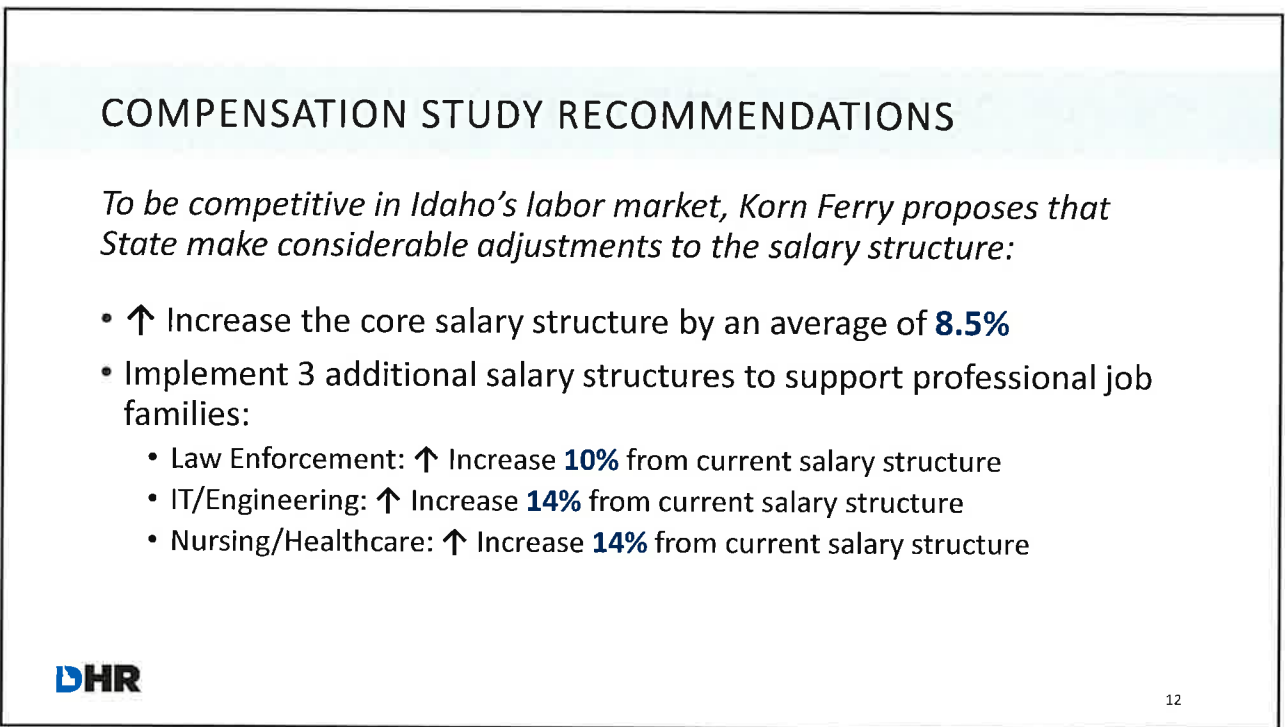 COMPENSATION STUDY RECOMMENDATIONS
To be competitive in Idaho's labor market, Korn Ferry proposes that
State make considerable adjustments to the salary structure:
• ↑ Increase the core salary structure by an average of 8.5%
• Implement 3 additional salary structures to support professional job
families:
• Law Enforcement: ↑ Increase 10% from current salary structure
• IT/Engineering: ↑ Increase 14% from current salary structure
• Nursing/Healthcare: ↑ Increase 14% from current salary structure
DHR
12